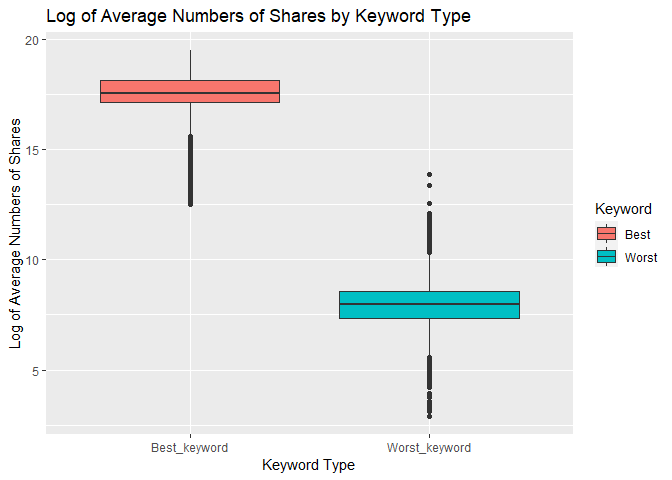 Log of Average Numbers of Shares by Keyword Type
Log of Average Numbers of Shares
20
15
10
5
Best_keyword
Worst_keyword
Keyword Type
Keyword
Best
Worst